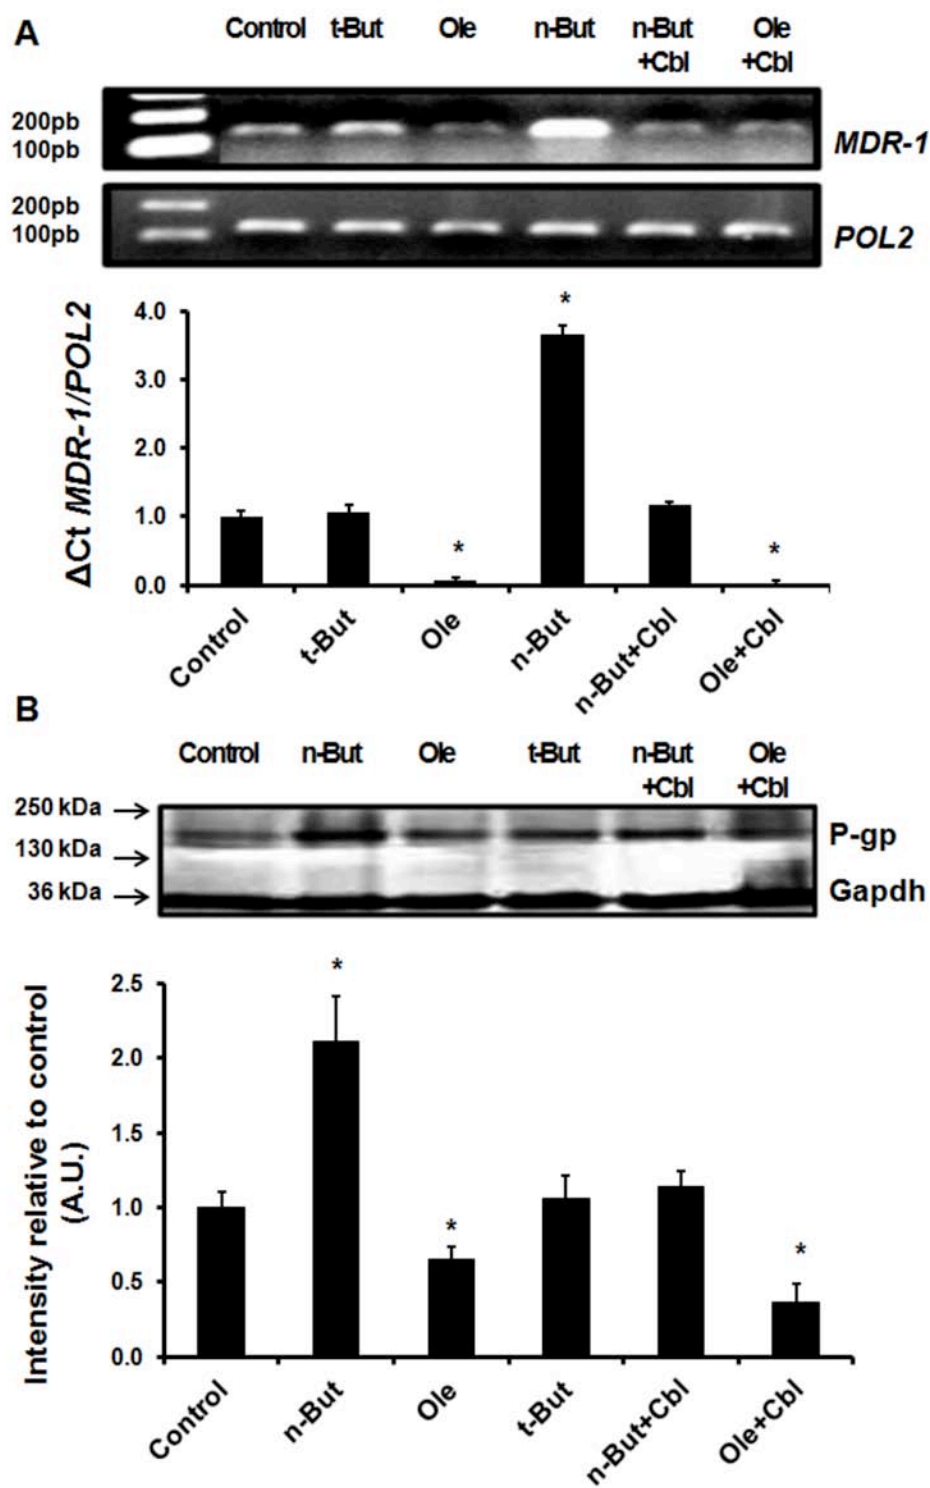 A
Control t-But Ole n-But n-But +Cbl Ole +Cbl
200pb
100pb
MDR-1
200pb
100pb
POL2
ΔCt MDR-1/POL2
4.0
3.0
2.0
1.0
0.0
*
*
*
Control t-But Ole n-But n-But+Cbl Ole+Cbl
B
Control n-But Ole t-But n-But +Cbl Ole +Cbl
250 kDa
130 kDa
36 kDa
P-gp
Gapdh
Intensity relative to control
(A.U.)
2.5
2.0
1.5
1.0
0.5
0.0
*
*
*
Control n-But Ole t-But n-But+Cbl Ole+Cbl